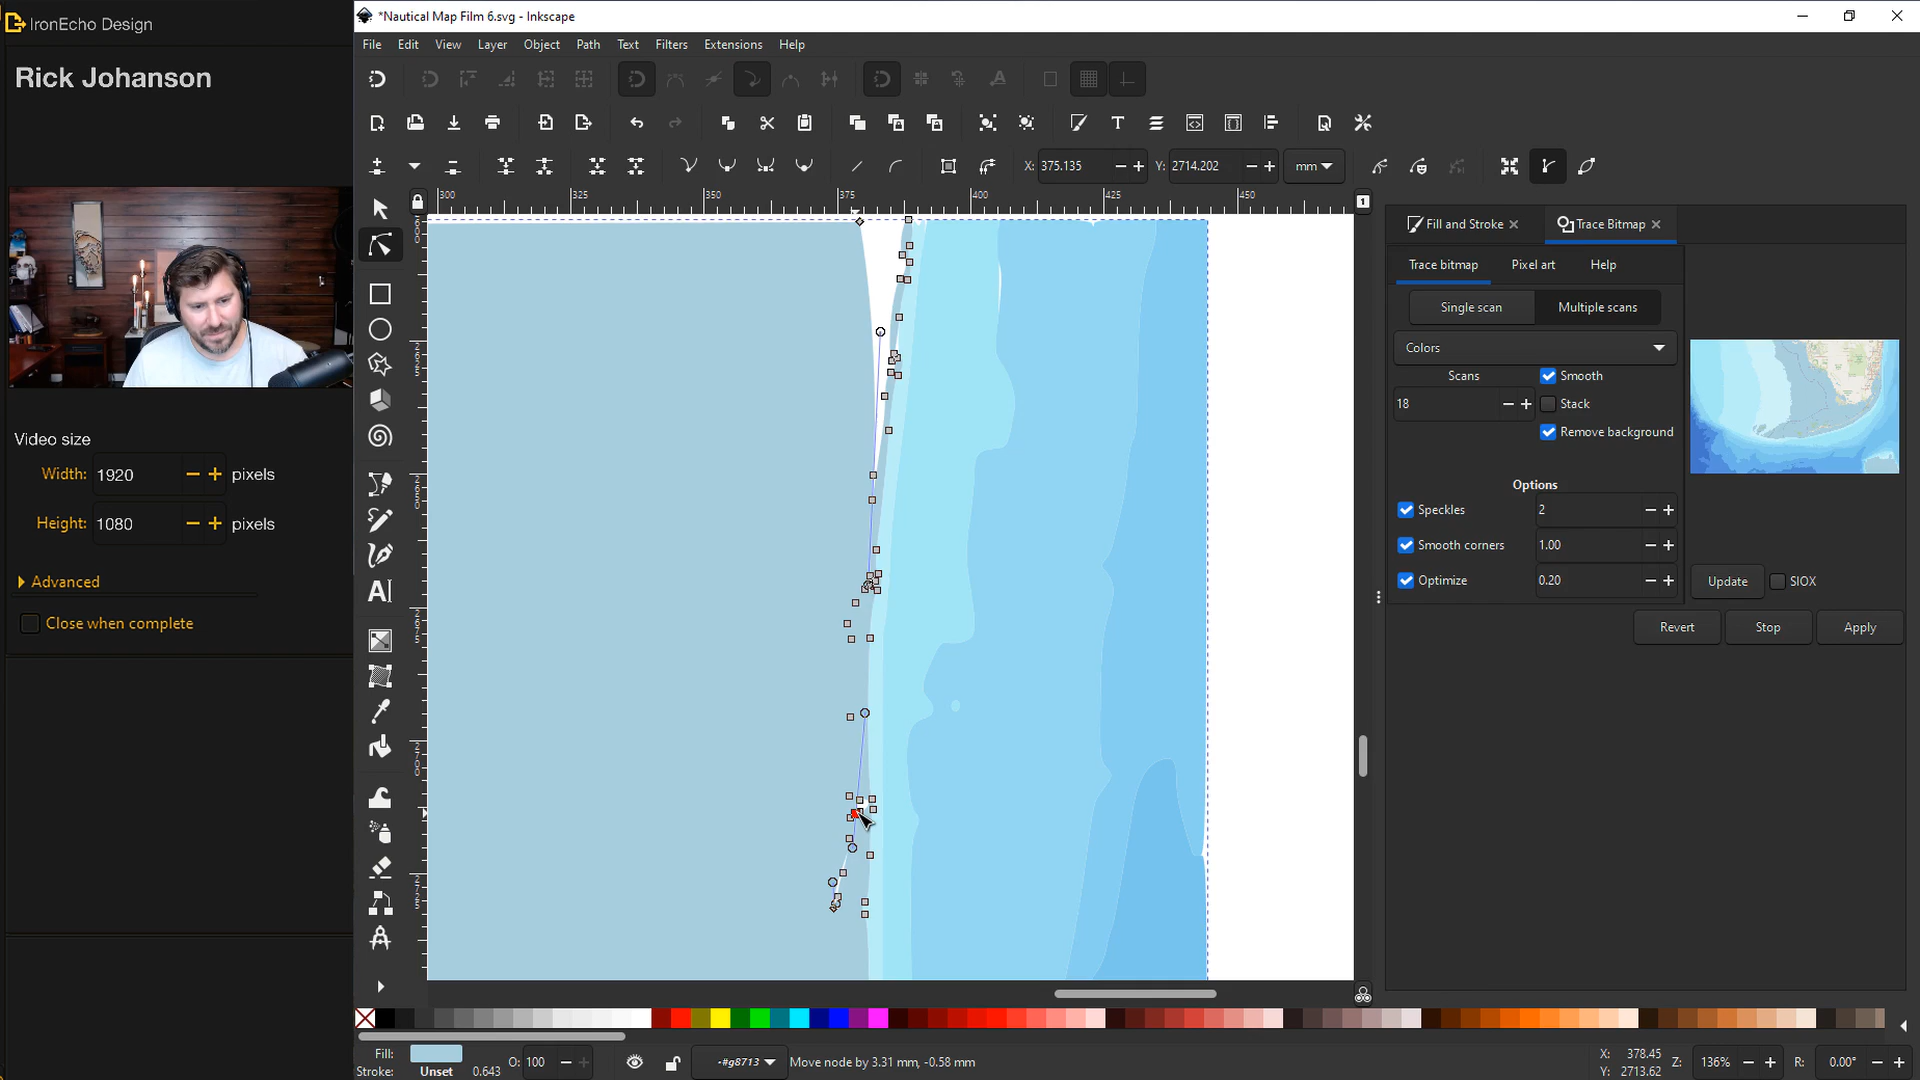 IronEcho Design
Rick Johanson
Video size
Width: 1920 pixels
Height: 1080 pixels
Advanced
Close when complete
*Nautical Map Film 6.svg - Inkscape
File Edit View Layer Object Path Text Filters Extensions Help
X: 375.135 Y: 2714.202 mm
300 325 350 375 400 425 450
1
Fill and Stroke Trace Bitmap
Trace bitmap Pixel art Help
Single scan Multiple scans
Colors
Scans Smooth
18 Stack
Remove background
Options
Speckles 2
Smooth corners 1.00
Optimize 0.20
Update SIOX
Revert Stop Apply
Fill: O: 100 -#g8713 Move node by 3.31 mm, -0.58 mm X: 378.45 Z: 136% R: 0.00°
Stroke: Unset 0.643 Y: 2713.62